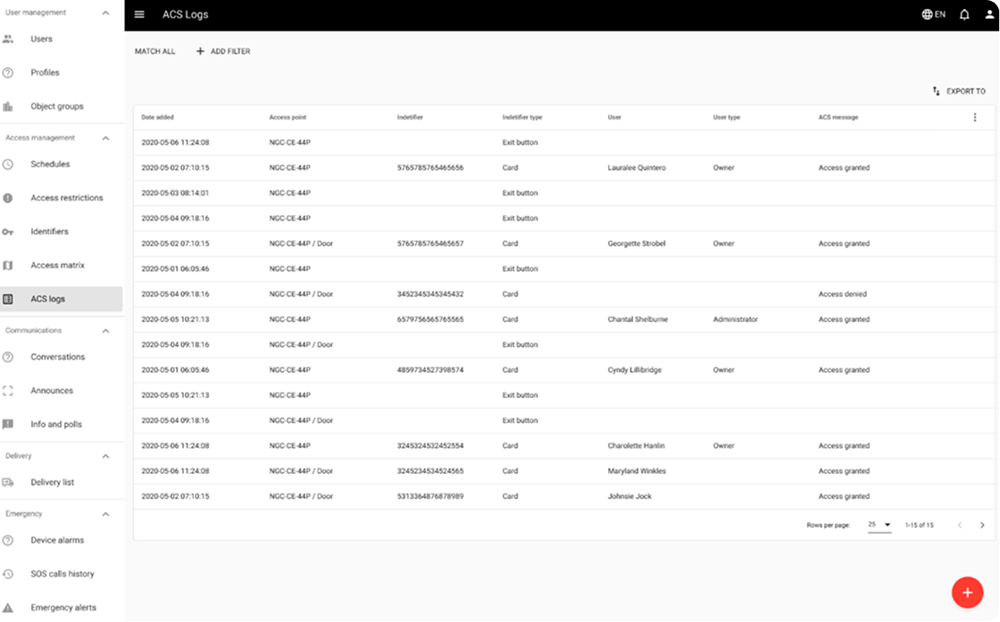 User management
Users
Profiles
Object groups
Access management
Schedules
Access restrictions
Identifiers
Access matrix
ACS logs
Communications
Conversations
Announces
Info and polls
Delivery
Delivery list
Emergency
Device alarms
SOS calls history
Emergency alerts
ACS Logs
EN
MATCH ALL
ADD FILTER
EXPORT TO
Date added Access point Indetifier Indetifier type User User type ACS message
2020-05-06 11:24:08 NGC-CE-44P Exit button
2020-05-02 07:10:15 NGC-CE-44P 5765785765465656 Card Lauralee Quintero Owner Access granted
2020-05-03 08:14:01 NGC-CE-44P Exit button
2020-05-04 09:18:16 NGC-CE-44P Exit button
2020-05-02 07:10:15 NGC-CE-44P / Door 5765785765465657 Card Georgette Strobel Owner Access granted
2020-05-01 06:05:46 NGC-CE-44P Exit button
2020-05-04 09:18:16 NGC-CE-44P / Door 3452345345345432 Card Access denied
2020-05-05 10:21:13 NGC-CE-44P 6579756565765565 Card Chantal Shelburne Administrator Access granted
2020-05-04 09:18:16 NGC-CE-44P / Door Exit button
2020-05-01 06:05:46 NGC-CE-44P 4859734527398574 Card Cyndy Lillibridge Owner Access granted
2020-05-05 10:21:13 NGC-CE-44P Exit button
2020-05-04 09:18:16 NGC-CE-44P / Door Exit button
2020-05-06 11:24:08 NGC-CE-44P 3245324532452554 Card Charolette Hanlin Owner Access granted
2020-05-06 11:24:08 NGC-CE-44P / Door 3245234534524565 Card Maryland Winkles Access granted
2020-05-02 07:10:15 NGC-CE-44P / Door 5313364876878989 Card Johnsie Jock Access granted
Rows per page: 25 1-15 of 15